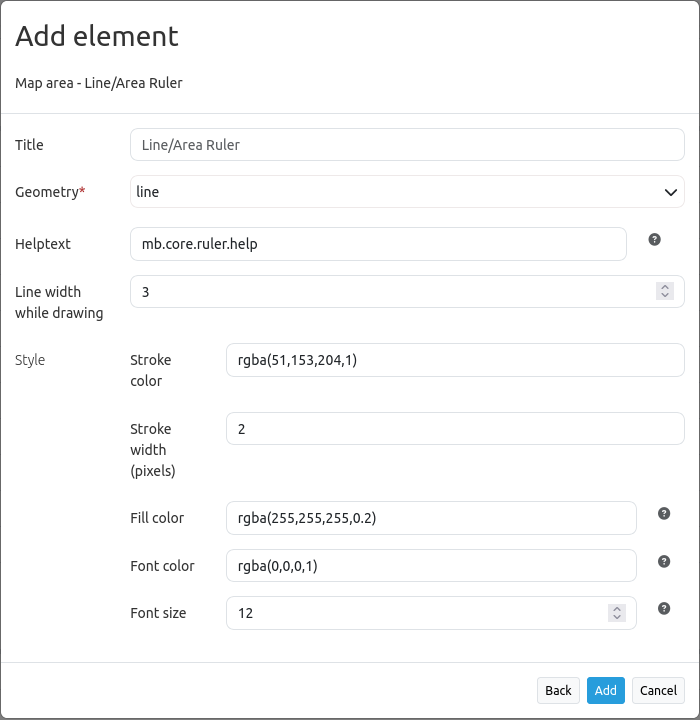 Add element
Map area - Line/Area Ruler
Title
Line/Area Ruler
Geometry*
line
Helptext
mb.core.ruler.help
?
Line width
while drawing
3
Style
Stroke
color
rgba(51,153,204,1)
Stroke
width
(pixels)
2
Fill color
rgba(255,255,255,0.2)
?
Font color
rgba(0,0,0,1)
?
Font size
12
?
Back
Add
Cancel